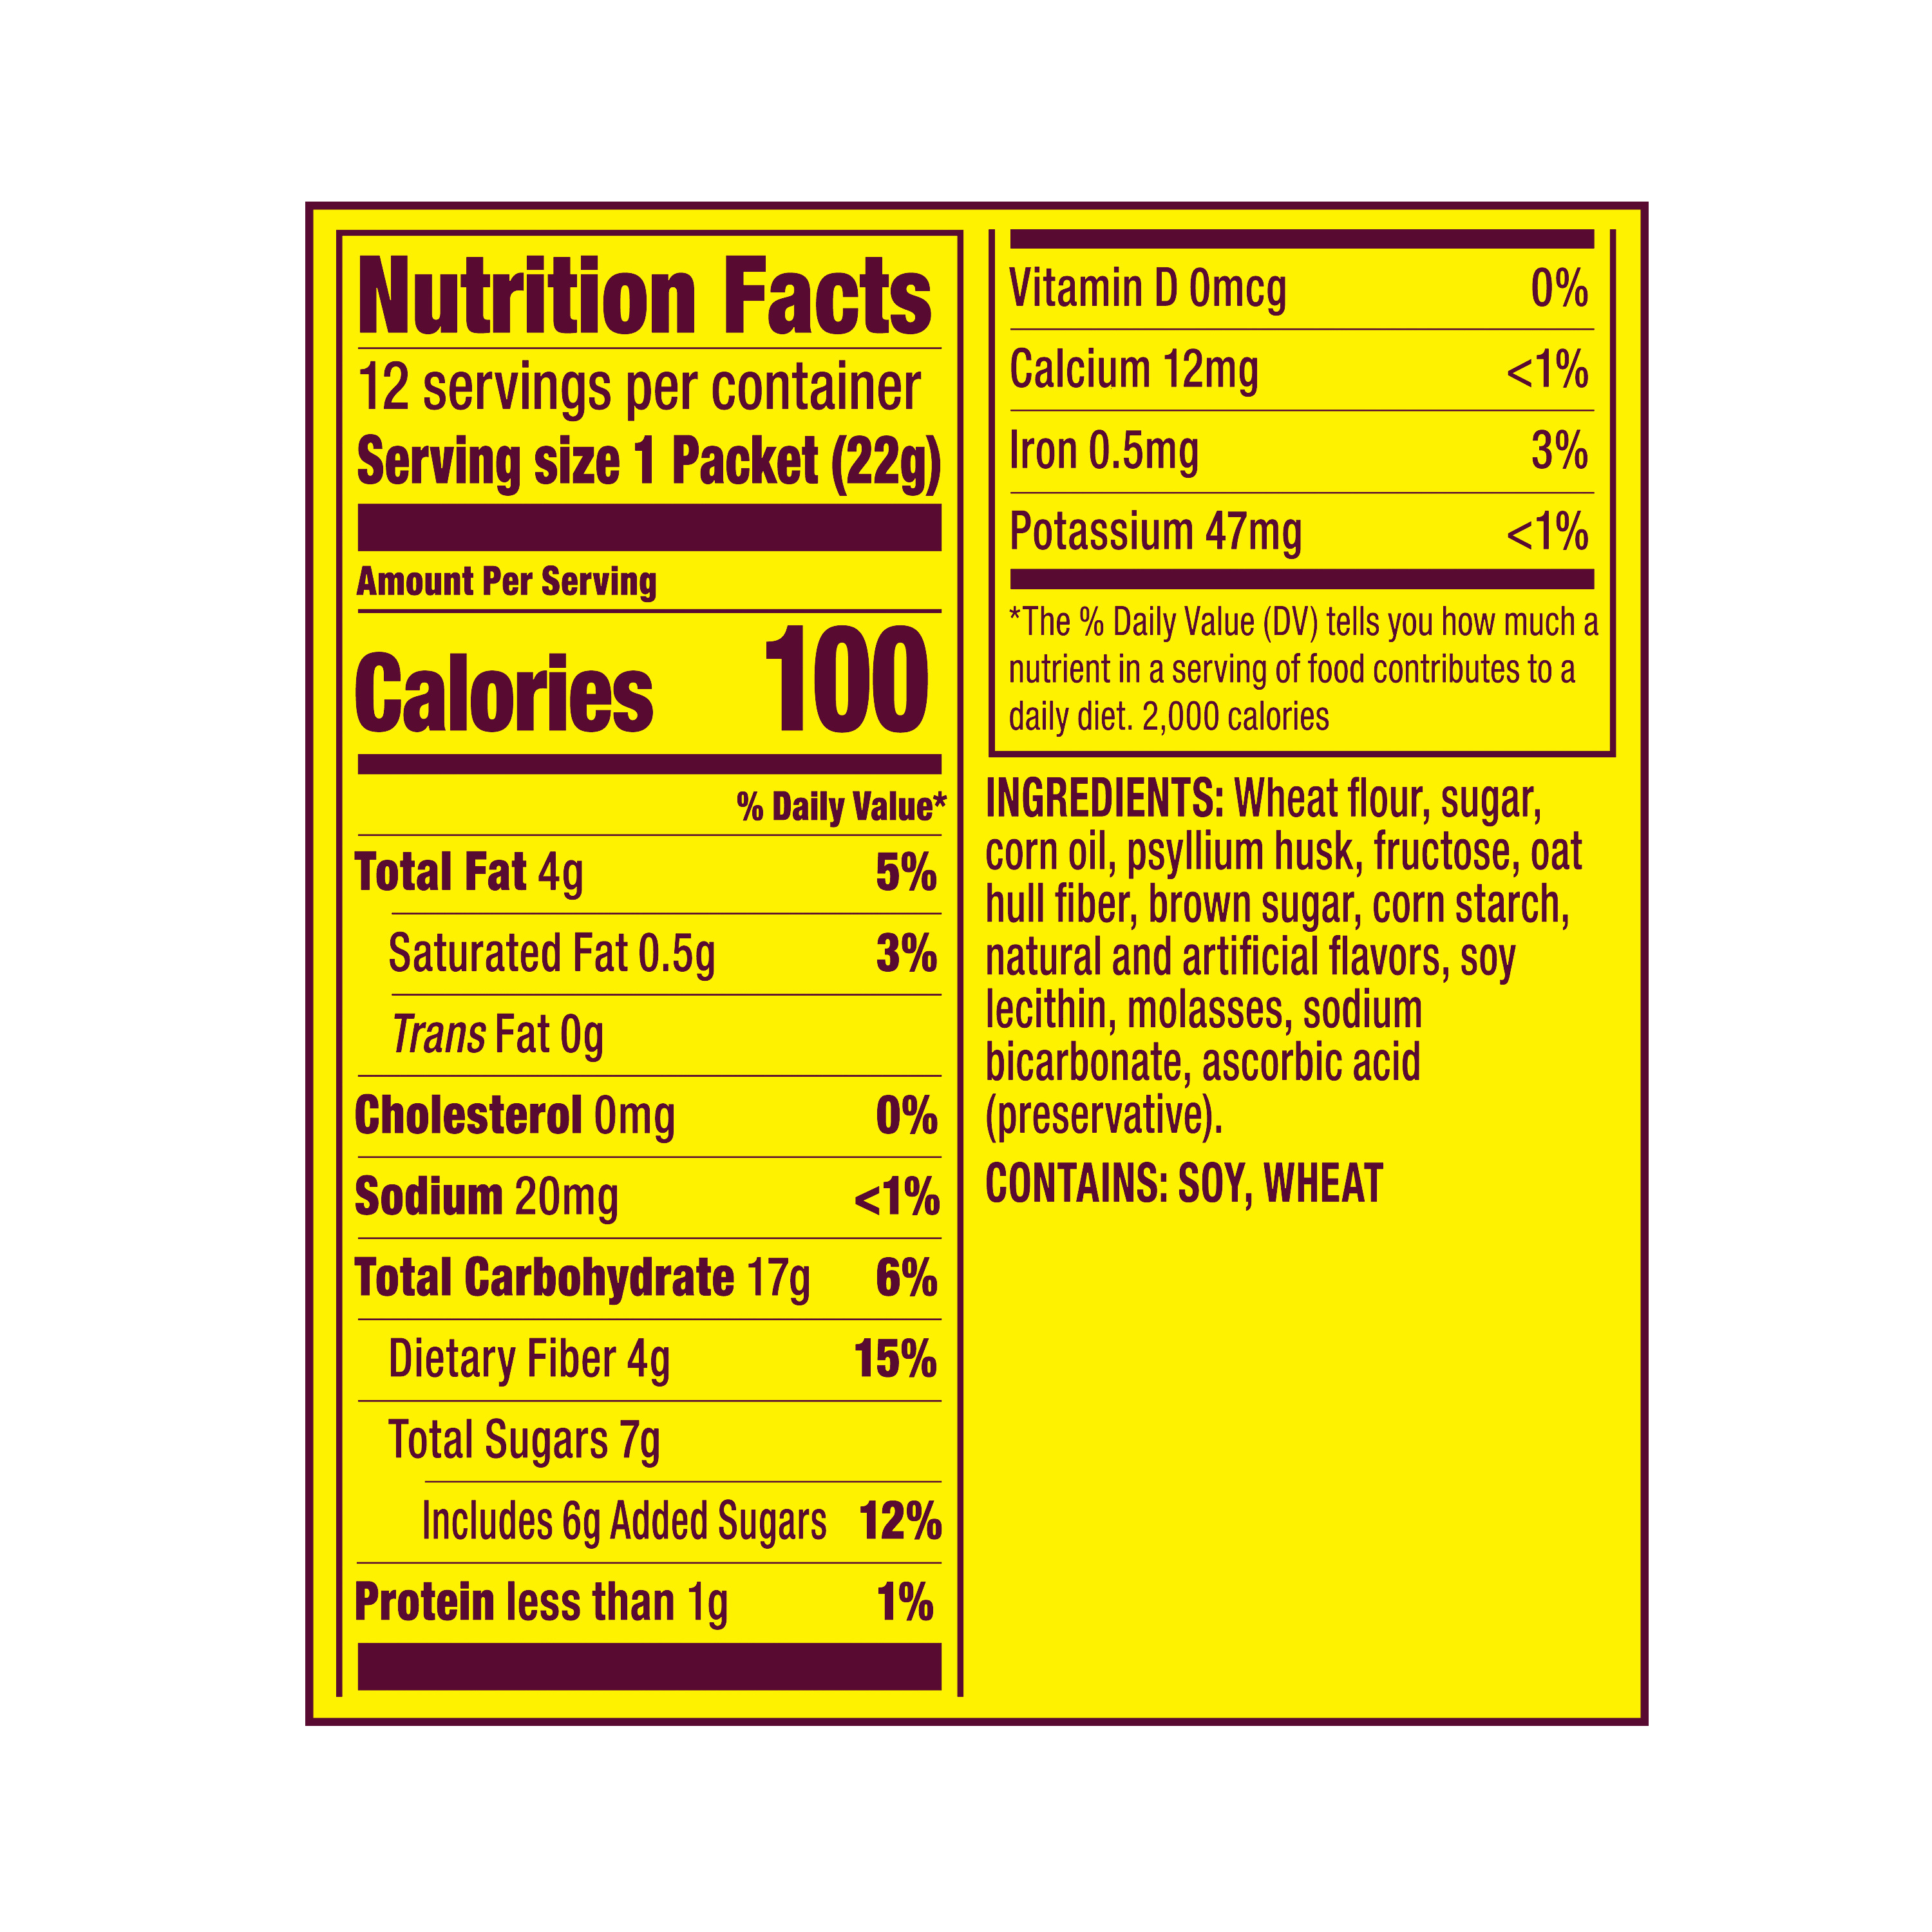 Nutrition Facts
12 servings per container
Serving size 1 Packet (22g)
Amount Per Serving
Calories 100
% Daily Value*
Total Fat 4g 5%
Saturated Fat 0.5g 3%
Trans Fat 0g
Cholesterol 0mg 0%
Sodium 20mg <1%
Total Carbohydrate 17g 6%
Dietary Fiber 4g 15%
Total Sugars 7g
Includes 6g Added Sugars 12%
Protein less than 1g 1%
Vitamin D 0mcg 0%
Calcium 12mg <1%
Iron 0.5mg 3%
Potassium 47mg <1%
*The % Daily Value (DV) tells you how much a
nutrient in a serving of food contributes to a
daily diet. 2,000 calories
INGREDIENTS: Wheat flour, sugar,
corn oil, psyllium husk, fructose, oat
hull fiber, brown sugar, corn starch,
natural and artificial flavors, soy
lecithin, molasses, sodium
bicarbonate, ascorbic acid
(preservative).
CONTAINS: SOY, WHEAT